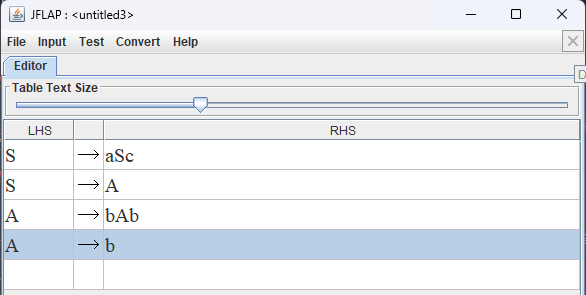 JFLAP : <untitled3>
File Input Test Convert Help
Editor
D
Table Text Size
LHS RHS
S → aSc
S → A
A → bAb
A → b